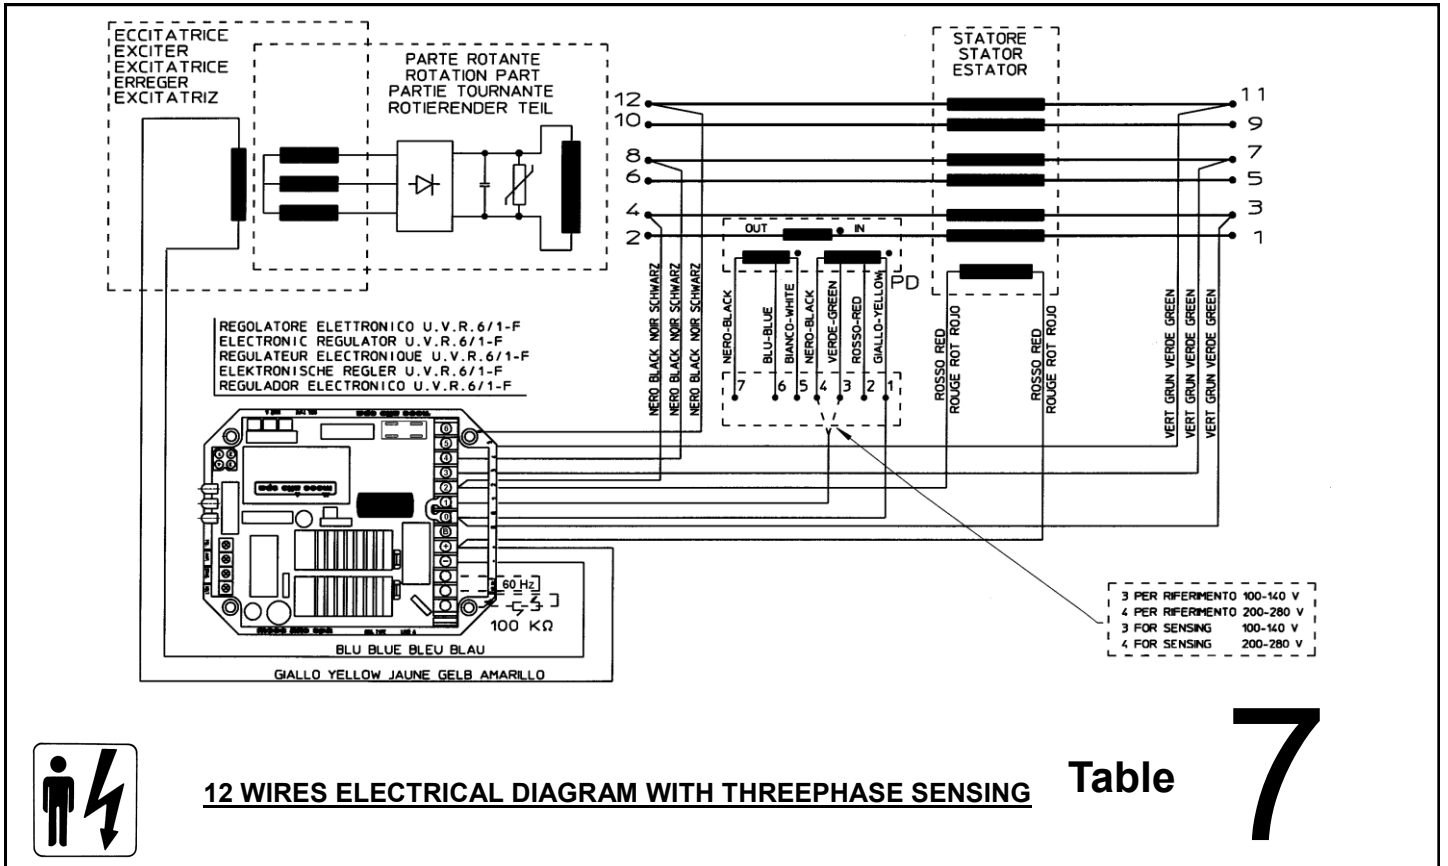 ECCITATRICE
EXCITER
EXCITATRICE
ERREGER
EXCITATRIZ
PARTE ROTANTE
ROTATION PART
PARTIE TOURNANTE
ROTIERENDER TEIL
STATORE
STATOR
ESTATOR
12
10
8
6
4
2
11
9
7
5
3
1
OUT
IN
PD
NERO BLACK NOIR SCHWARZ
NERO BLACK NOIR SCHWARZ
NERO BLACK NOIR SCHWARZ
NERO-BLACK
BLU-BLUE
BIANCO-WHITE
NERO-BLACK
VERDE-GREEN
ROSSO-RED
GIALLO-YELLOW
7
6
5
4
3
2
1
ROSSO RED
ROUGE ROT ROJO
ROSSO RED
ROUGE ROT ROJO
VERT GRUN VERDE GREEN
VERT GRUN VERDE GREEN
VERT GRUN VERDE GREEN
REGOLATORE ELETTRONICO U.V.R.6/1-F
ELECTRONIC REGULATOR U.V.R.6/1-F
REGULATEUR ELECTRONIQUE U.V.R.6/1-F
ELEKTRONISCHE REGLER U.V.R.6/1-F
REGULADOR ELECTRONICO U.V.R.6/1-F
6
5
4
3
2
1
0
B
+
-
60 Hz
100 KΩ
BLU BLUE BLEU BLAU
GIALLO YELLOW JAUNE GELB AMARILLO
3 PER RIFERIMENTO 100-140 V
4 PER RIFERIMENTO 200-280 V
3 FOR SENSING 100-140 V
4 FOR SENSING 200-280 V
12 WIRES ELECTRICAL DIAGRAM WITH THREEPHASE SENSING
Table 7